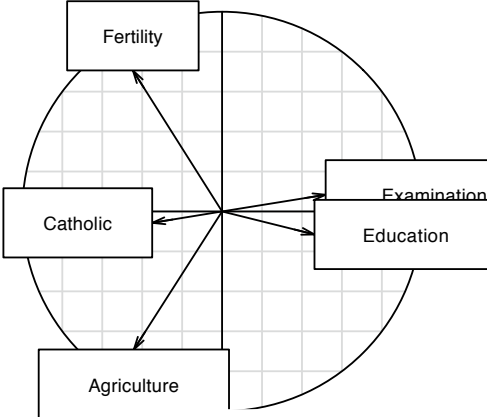 Fertility
Examination
Catholic
Education
Agriculture